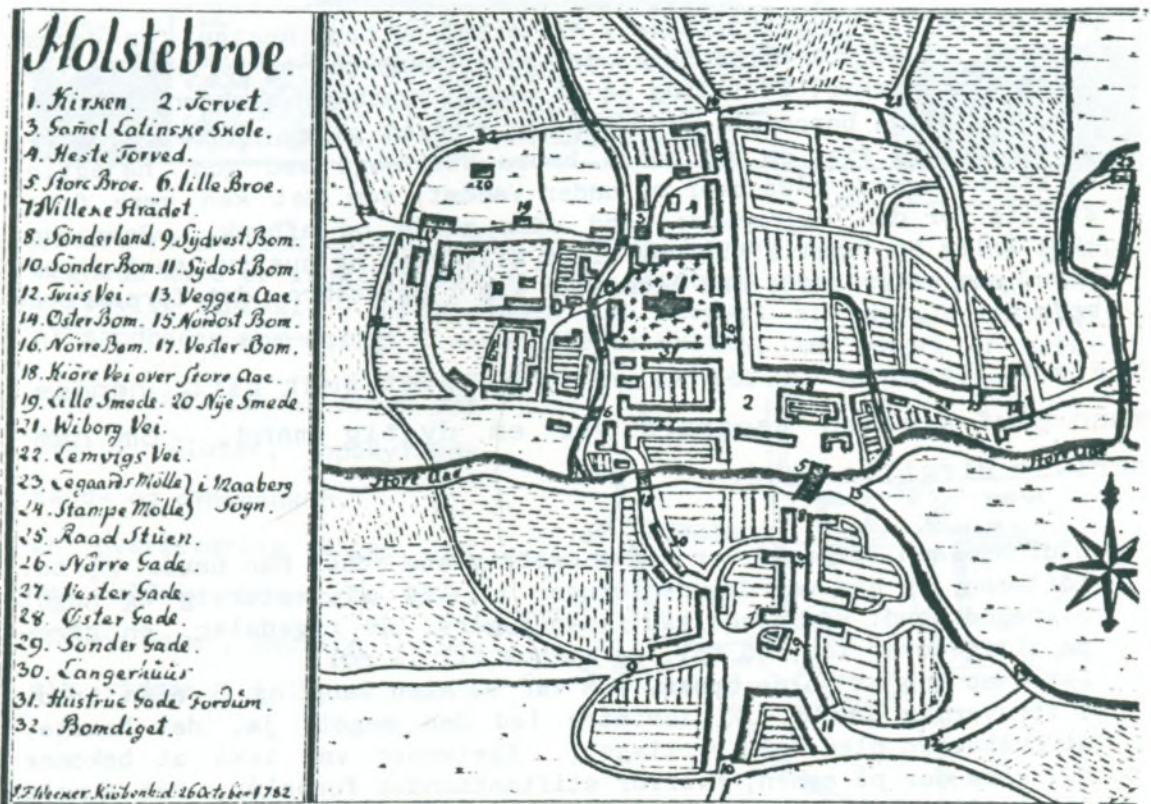 Holstebroe.
1. Kirken. 2. Torvet.
3. Gamel Latinske Skole.
4. Heste Torved.
5. Store Broe. 6. lille Broe.
7. Nilleke Strädet.
8. Sönderland. 9. Sydvest Bom.
10. Sönder Bom. 11. Sydost Bom.
12. Tviis Vei. 13. Veggen Aae.
14. Öster Bom. 15. Nordost Bom.
16. Nörre Bom. 17. Vester Bom.
18. Kiöre Vei over store Aae.
19. Lille Smede. 20 Nye Smede.
21. Wiborg Vei.
22. Lemvigs Vei.
23. Legaards Mölle) i Maaberg
24. Stampe Mölle) Sogn.
25. Raad Stuen.
26. Nörre Gade
27. Vester Gade
28. Öster Gade
29. Sönder Gade
30. Langerhuus
31. Hustruc Gade Fordum.
32. Bomdiget
26 October 1782.
Store Aae
Store Aae